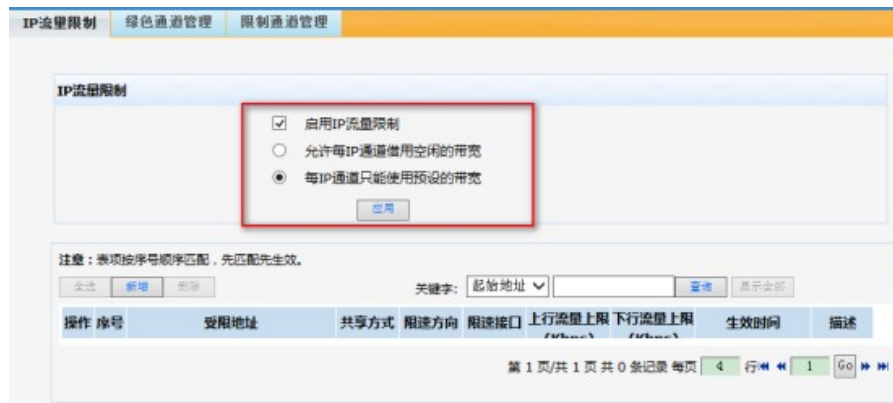 IP流量限制 绿色通道管理 限制通道管理
IP流量限制
启用IP流量限制
允许每IP通道借用空闲的带宽
每IP通道只能使用预设的带宽
应用
注意：表项按序号顺序匹配，先匹配先生效。
全选 新增 删除 关键字： 起始地址 查询 显示全部
操作 序号 受限地址 共享方式 限速方向 限速接口 上行流量上限 下行流量上限 生效时间 描述
(Kbps) (Kbps)
第 1 页/共 1 页 共 0 条记录 每页 4 行 1 Go